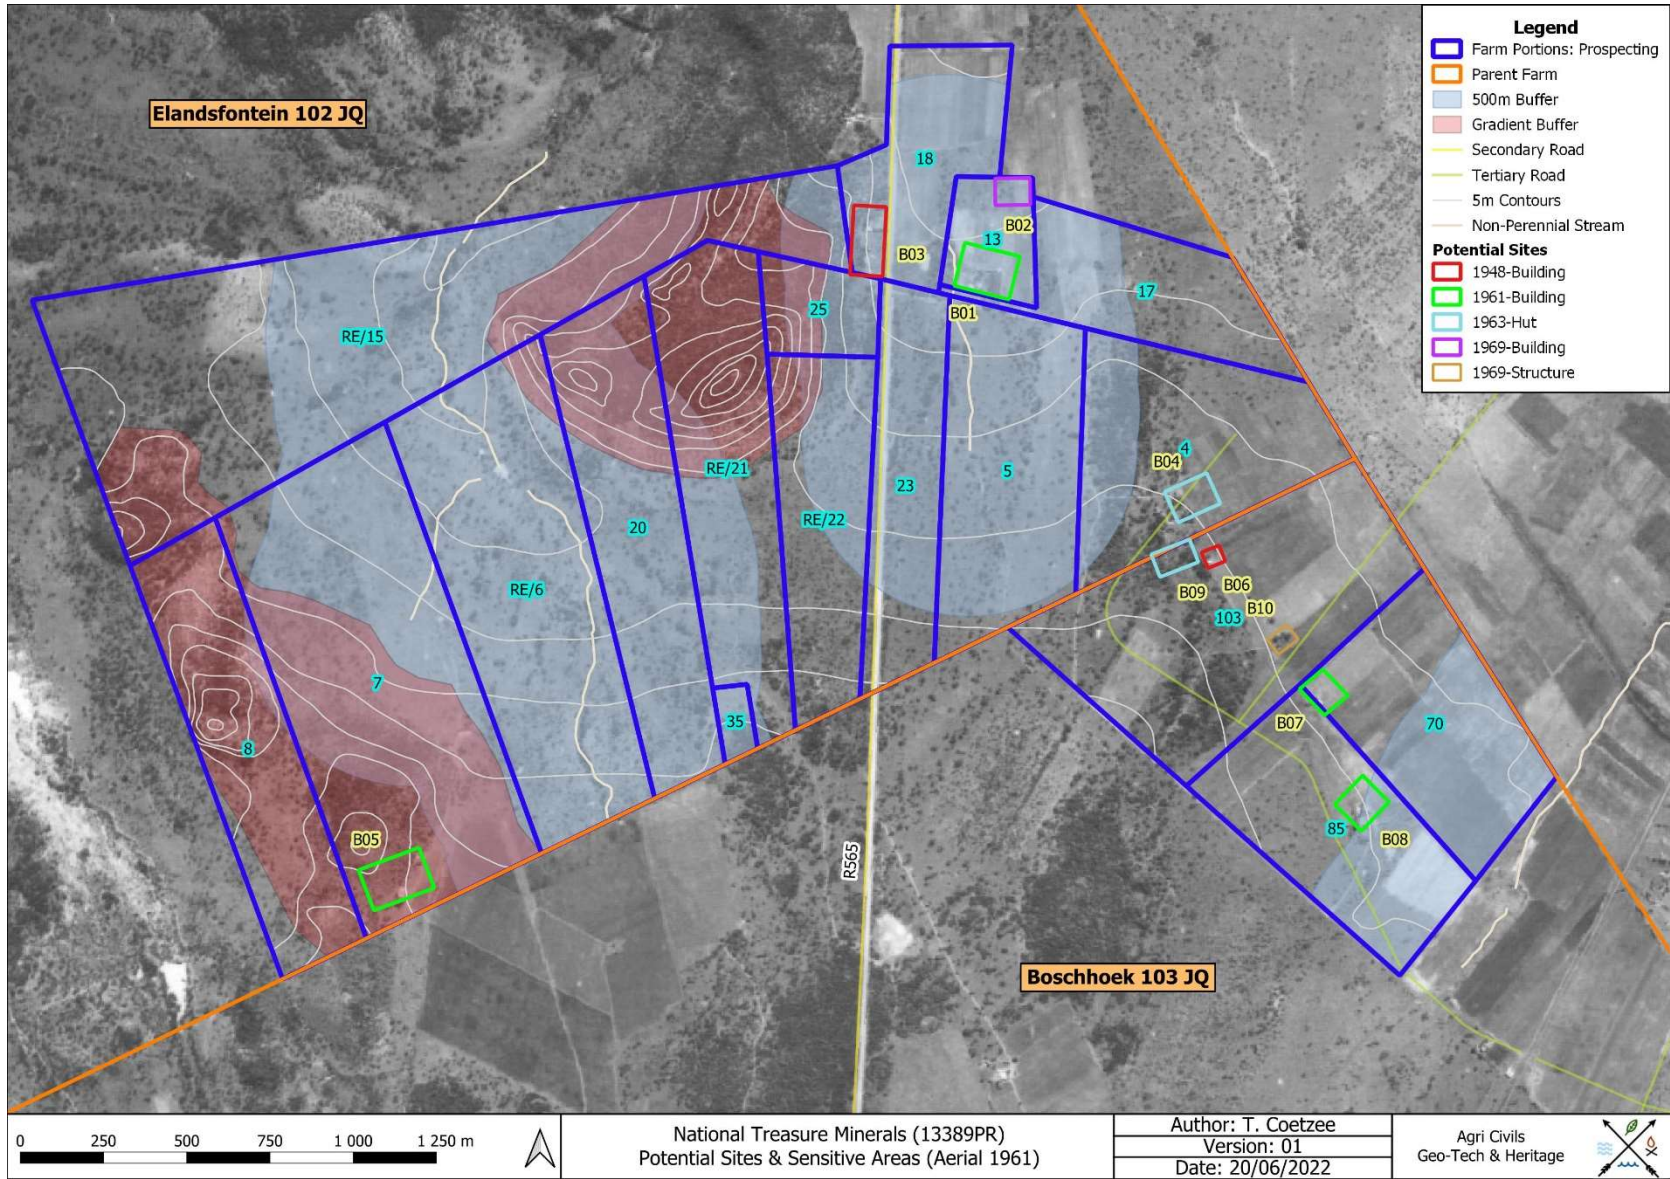 Elandsfontein 102 JQ
Legend
Farm Portions: Prospecting
Parent Farm
500m Buffer
Gradient Buffer
Secondary Road
Tertiary Road
5m Contours
Non-Perennial Stream
Potential Sites
1948-Building
1961-Building
1963-Hut
1969-Building
1969-Structure
18
B02
13
B03
17
B01
25
RE/15
4
B04
RE/21
5
23
20
RE/22
RE/6
B06
B09
B10
103
7
35
B07
70
8
85
B05
B08
R565
Boschhoek 103 JQ
0 250 500 750 1 000 1 250 m
National Treasure Minerals (13389PR)
Potential Sites & Sensitive Areas (Aerial 1961)
Author: T. Coetzee
Version: 01
Date: 20/06/2022
Agri Civils
Geo-Tech & Heritage